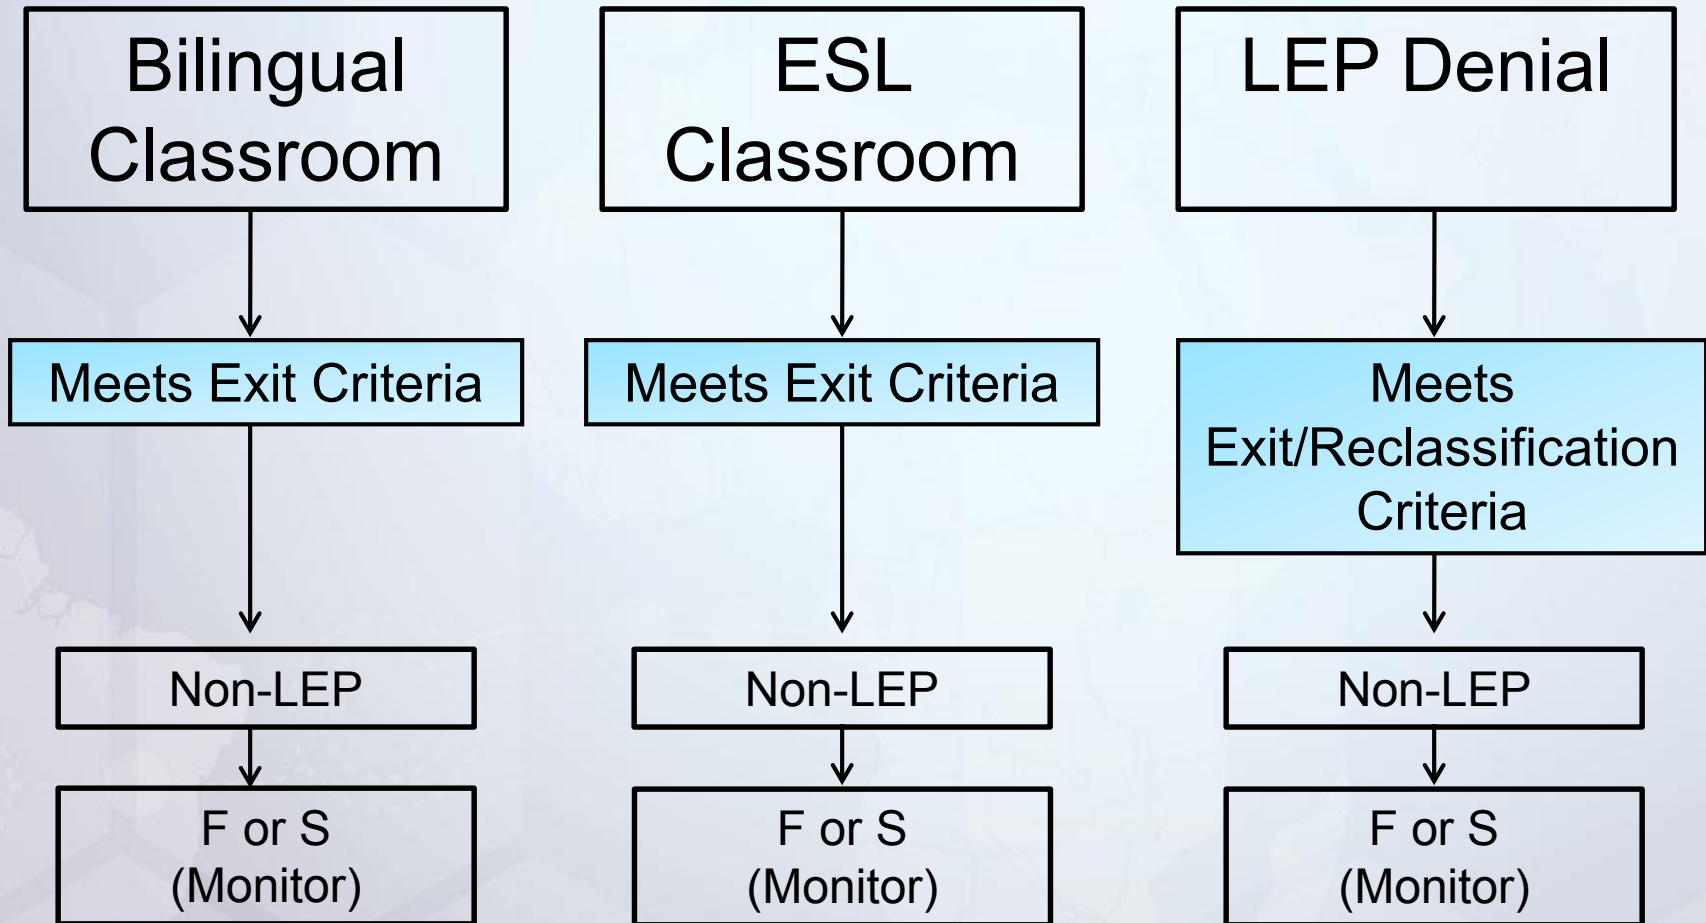 Bilingual
Classroom
ESL
Classroom
LEP Denial
Meets Exit Criteria
Meets Exit Criteria
Meets
Exit/Reclassification
Criteria
Non-LEP
Non-LEP
Non-LEP
F or S
(Monitor)
F or S
(Monitor)
F or S
(Monitor)